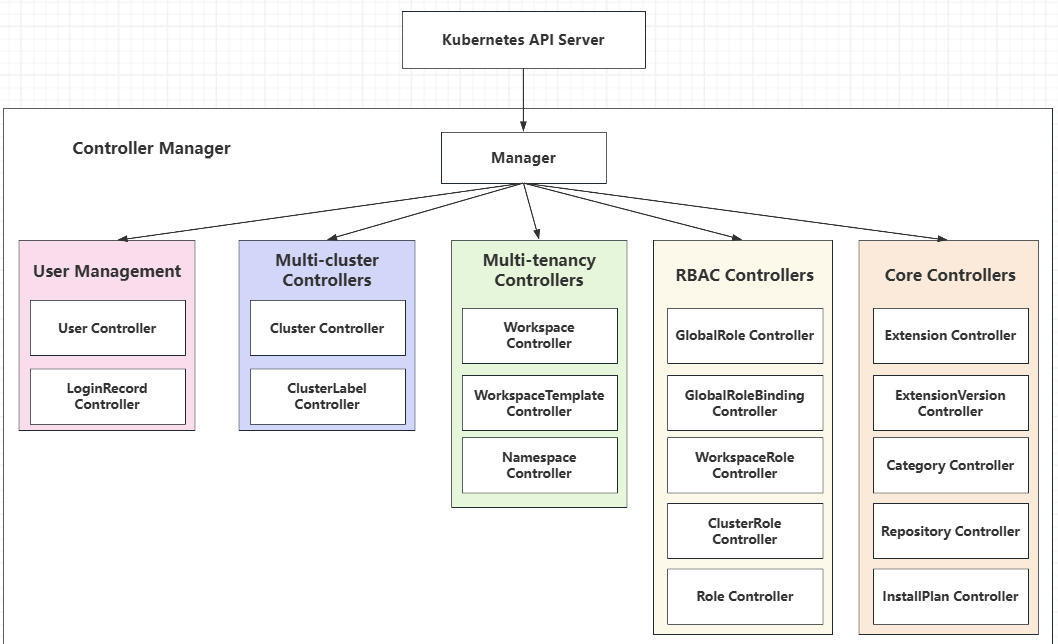 Kubernetes API Server
Controller Manager
Manager
User Management
User Controller
LoginRecord
Controller
Multi-cluster
Controllers
Cluster Controller
ClusterLabel
Controller
Multi-tenancy
Controllers
Workspace
Controller
WorkspaceTemplate
Controller
Namespace
Controller
RBAC Controllers
GlobalRole Controller
GlobalRoleBinding
Controller
WorkspaceRole
Controller
ClusterRole
Controller
Role Controller
Core Controllers
Extension Controller
ExtensionVersion
Controller
Category Controller
Repository Controller
InstallPlan Controller